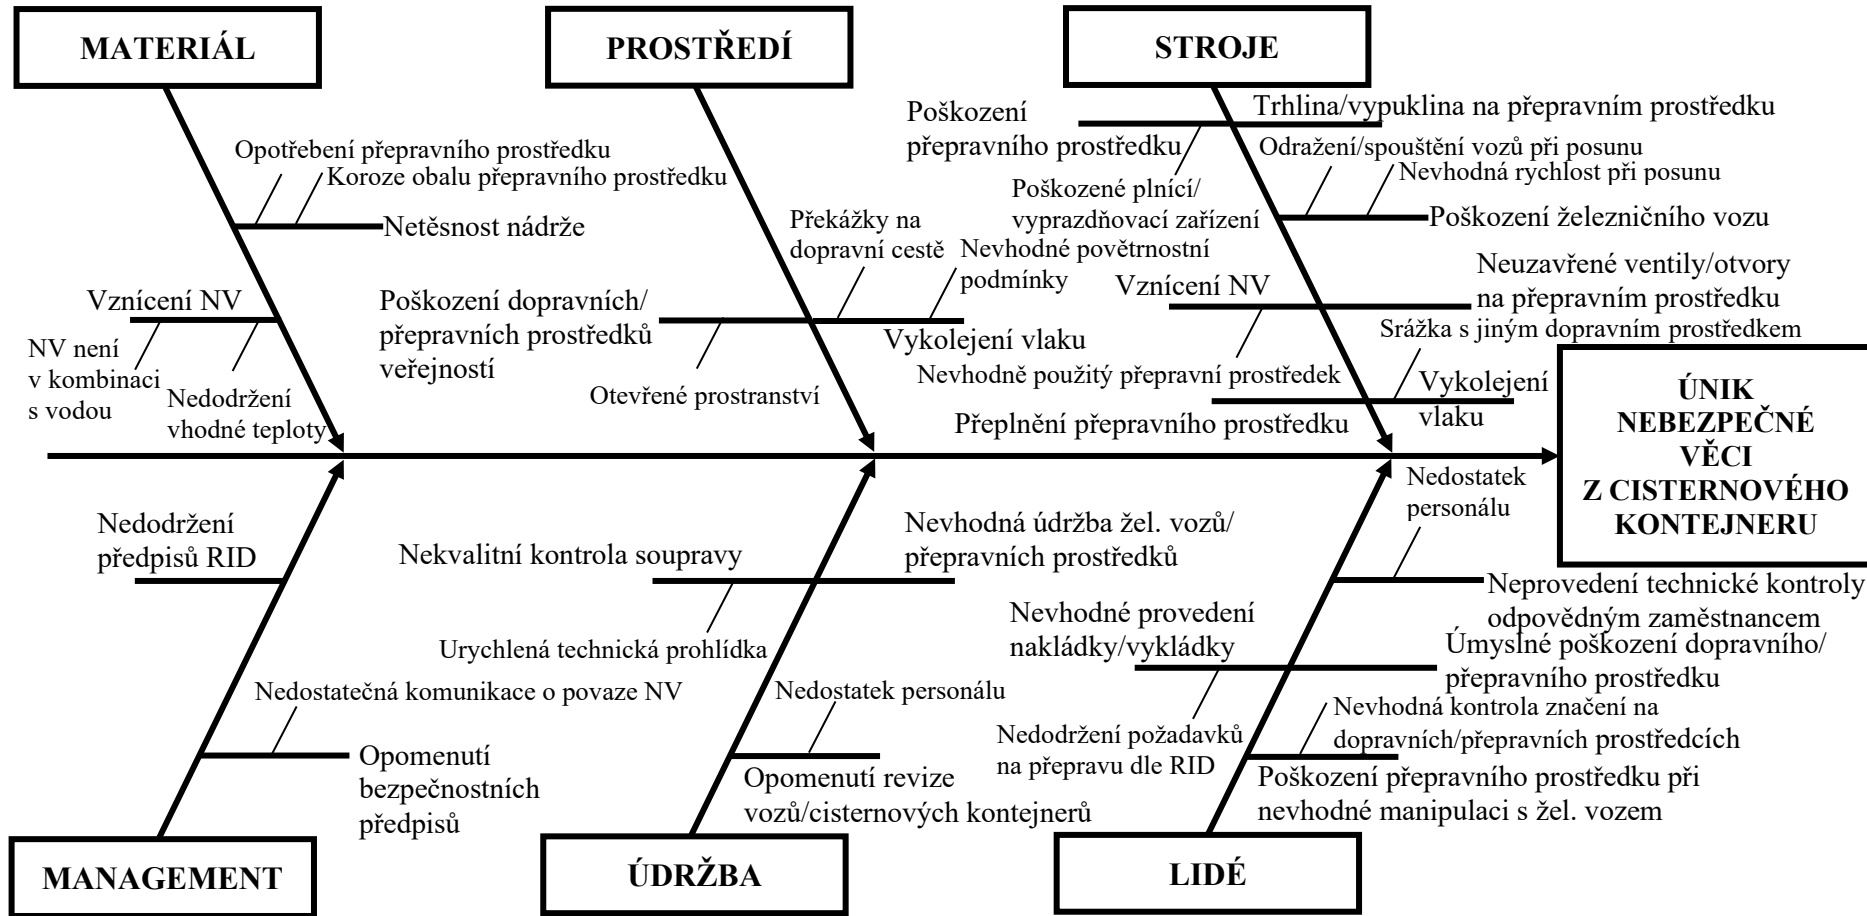 MATERIÁL
PROSTŘEDÍ
STROJE
Opotřebení přepravního prostředku
Koroze obalu přepravního prostředku
Netěsnost nádrže
Vznícení NV
NV není
v kombinaci
s vodou
Nedodržení
vhodné teploty
Překážky na
dopravní cestě
Nevhodné povětrnostní
podmínky
Poškození dopravních/
přepravních prostředků
veřejností
Vykolejení vlaku
Otevřené prostranství
Poškození
přepravního prostředku
Trhlina/vypuklina na přepravním prostředku
Odražení/spouštění vozů při posunu
Nevhodná rychlost při posunu
Poškozené plnící/
vyprazdňovací zařízení
Poškození železničního vozu
Vznícení NV
Neuzavřené ventily/otvory
na přepravním prostředku
Srážka s jiným dopravním prostředkem
Nevhodně použitý přepravní prostředek
Vykolejení
vlaku
Přeplnění přepravního prostředku
ÚNIK
NEBEZPEČNÉ
VĚCI
Z CISTERNOVÉHO
KONTEJNERU
Nedodržení
předpisů RID
Nedostatečná komunikace o povaze NV
Opomenutí
bezpečnostních
předpisů
Nekvalitní kontrola soupravy
Nevhodná údržba žel. vozů/
přepravních prostředků
Urychlená technická prohlídka
Nedostatek personálu
Opomenutí revize
vozů/cisternových kontejnerů
Nedostatek
personálu
Neprovedení technické kontroly
odpovědným zaměstnancem
Nevhodné provedení
nakládky/vykládky
Úmyslné poškození dopravního/
přepravního prostředku
Nedodržení požadavků
na přepravu dle RID
Nevhodná kontrola značení na
dopravních/přepravních prostředcích
Poškození přepravního prostředku při
nevhodné manipulaci s žel. vozem
MANAGEMENT
ÚDRŽBA
LIDÉ